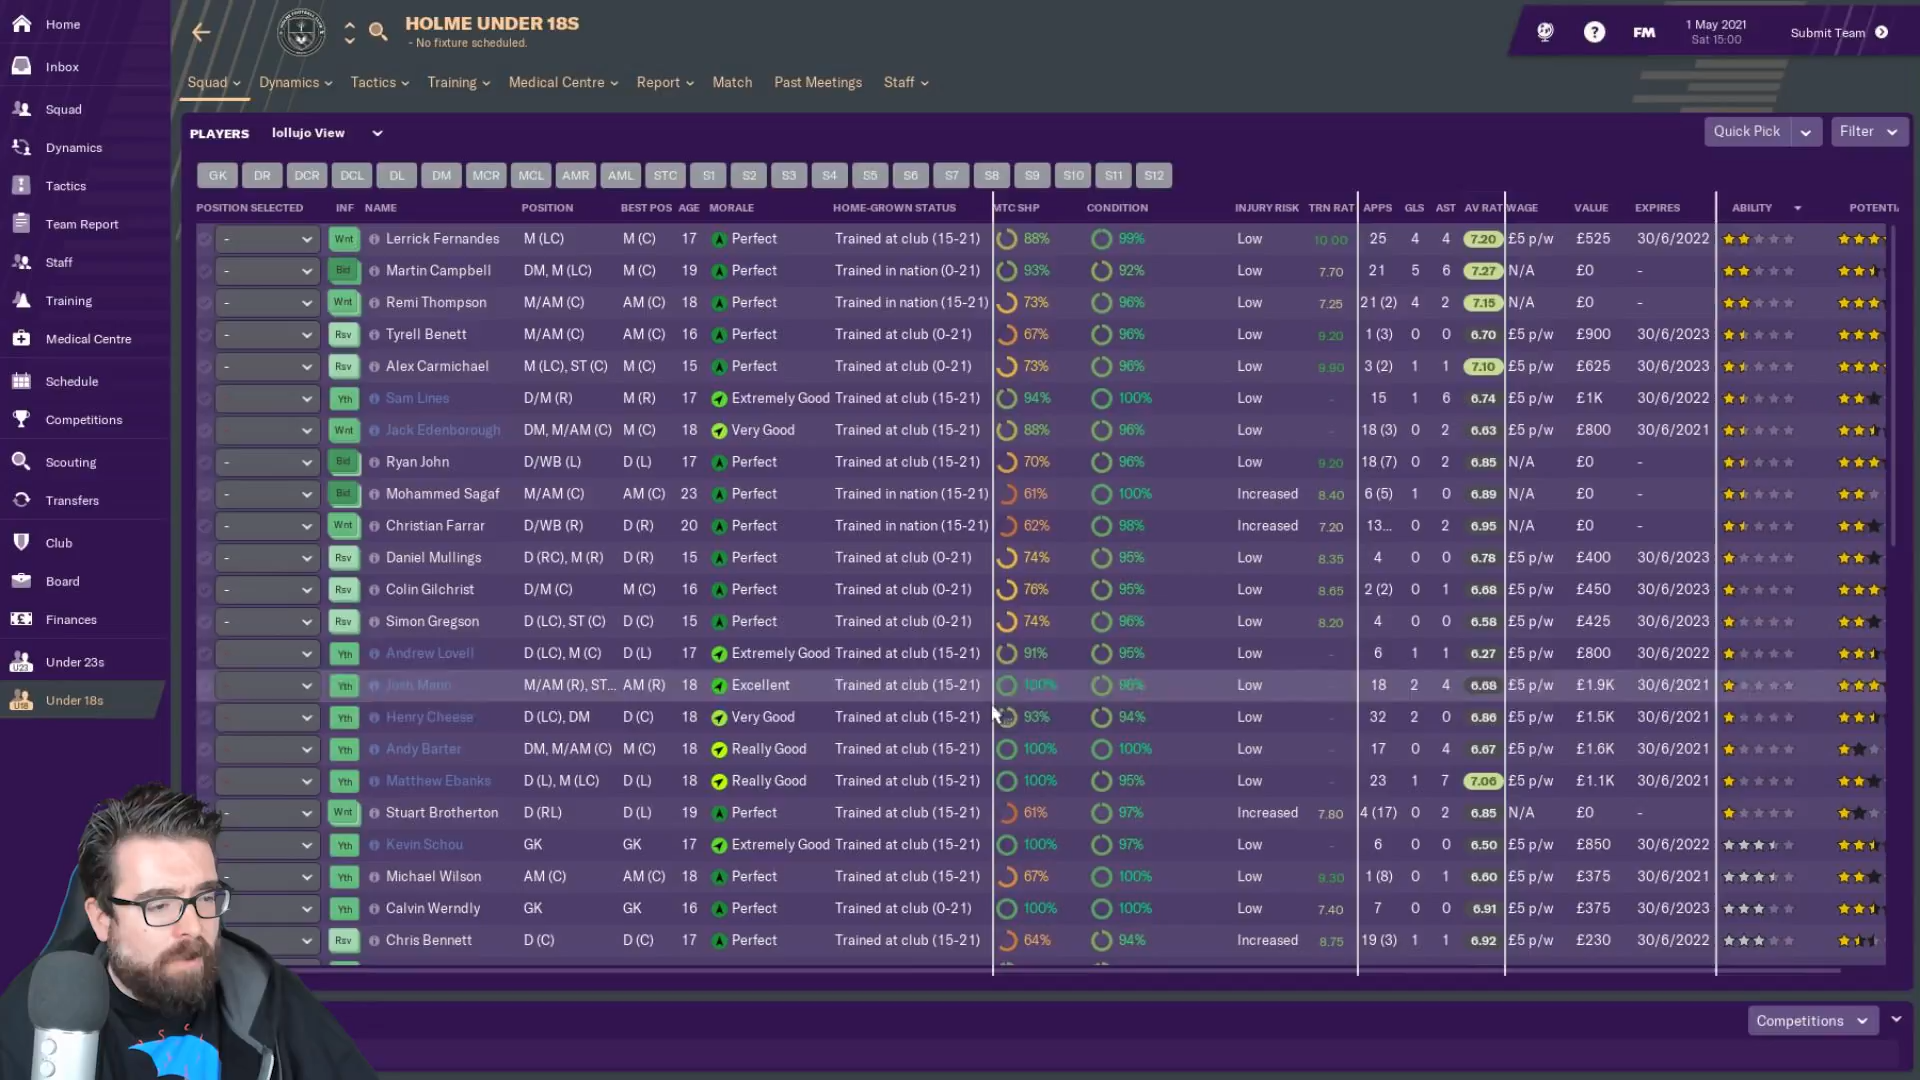 Home
Inbox
Squad
Dynamics
Tactics
Team Report
Staff
Training
Medical Centre
Schedule
Competitions
Scouting
Transfers
Club
Board
Finances
Under 23s
Under 18s
HOLME UNDER 18S
- No fixture scheduled.
FM
1 May 2021
Sat 15:00
Submit Team
Squad Dynamics Tactics Training Medical Centre Report Match Past Meetings Staff
PLAYERS lollujo View Quick Pick Filter
GK DR DCR DCL DL DM MCR MCL AMR AML STC S1 S2 S3 S4 S5 S6 S7 S8 S9 S10 S11 S12
POSITION SELECTED INF NAME POSITION BEST POS AGE MORALE HOME-GROWN STATUS MTC SHP CONDITION INJURY RISK TRN RAT APPS GLS AST AV RAT WAGE VALUE EXPIRES ABILITY POTENTIA
- Wnt Lerrick Fernandes M (LC) M (C) 17 Perfect Trained at club (15-21) 88% 99% Low 10.00 25 4 4 7.20 £5 p/w £525 30/6/2022
- Bid Martin Campbell DM, M (LC) M (C) 19 Perfect Trained in nation (0-21) 93% 92% Low 7.70 21 5 6 7.27 N/A £0 -
- Wnt Remi Thompson M/AM (C) AM (C) 18 Perfect Trained in nation (15-21) 73% 96% Low 7.25 21 (2) 4 2 7.15 N/A £0 -
- Rsv Tyrell Benett M/AM (C) AM (C) 16 Perfect Trained at club (0-21) 67% 96% Low 9.20 1 (3) 0 0 6.70 £5 p/w £900 30/6/2023
- Rsv Alex Carmichael M (LC), ST (C) M (C) 15 Perfect Trained at club (0-21) 73% 96% Low 9.90 3 (2) 1 1 7.10 £5 p/w £625 30/6/2023
- Yth Sam Lines D/M (R) M (R) 17 Extremely Good Trained at club (15-21) 94% 100% Low - 15 1 6 6.74 £5 p/w £1K 30/6/2022
- Wnt Jack Edenborough DM, M/AM (C) M (C) 18 Very Good Trained at club (15-21) 88% 96% Low - 18 (3) 0 2 6.63 £5 p/w £800 30/6/2021
- Bid Ryan John D/WB (L) D (L) 17 Perfect Trained at club (15-21) 70% 96% Low 9.20 18 (7) 0 2 6.85 N/A £0 -
- Bid Mohammed Sagaf M/AM (C) AM (C) 23 Perfect Trained in nation (15-21) 61% 100% Increased 8.40 6 (5) 1 0 6.89 N/A £0 -
- Wnt Christian Farrar D/WB (R) D (R) 20 Perfect Trained in nation (15-21) 62% 98% Increased 7.20 13... 0 2 6.95 N/A £0 -
- Rsv Daniel Mullings D (RC), M (R) D (R) 15 Perfect Trained at club (0-21) 74% 95% Low 8.35 4 0 0 6.78 £5 p/w £400 30/6/2023
- Rsv Colin Gilchrist D/M (C) M (C) 16 Perfect Trained at club (0-21) 76% 95% Low 8.65 2 (2) 0 1 6.68 £5 p/w £450 30/6/2023
- Rsv Simon Gregson D (LC), ST (C) D (C) 15 Perfect Trained at club (0-21) 74% 96% Low 8.20 4 0 0 6.58 £5 p/w £425 30/6/2023
Yth Andrew Lovell D (LC), M (C) D (L) 17 Extremely Good Trained at club (15-21) 91% 95% Low - 6 1 1 6.27 £5 p/w £800 30/6/2022
Yth Josh Mann M/AM (R), ST... AM (R) 18 Excellent Trained at club (15-21) 100% 96% Low 18 2 4 6.68 £5 p/w £1.9K 30/6/2021
Yth Henry Cheese D (LC), DM D (C) 18 Very Good Trained at club (15-21) 93% 94% Low - 32 2 0 6.86 £5 p/w £1.5K 30/6/2021
Yth Andy Barter DM, M/AM (C) M (C) 18 Really Good Trained at club (15-21) 100% 100% Low - 17 0 4 6.67 £5 p/w £1.6K 30/6/2021
Yth Matthew Ebanks D (L), M (LC) D (L) 18 Really Good Trained at club (15-21) 100% 95% Low - 23 1 7 7.06 £5 p/w £1.1K 30/6/2021
- Wnt Stuart Brotherton D (RL) D (L) 19 Perfect Trained at club (15-21) 61% 97% Increased 7.80 4 (17) 0 2 6.85 N/A £0 -
Yth Kevin Schou GK GK 17 Extremely Good Trained at club (15-21) 100% 97% Low - 6 0 0 6.50 £5 p/w £850 30/6/2022
Yth Michael Wilson AM (C) AM (C) 18 Perfect Trained at club (15-21) 67% 100% Low 9.30 1 (8) 0 1 6.60 £5 p/w £375 30/6/2021
Yth Calvin Werndly GK GK 16 Perfect Trained at club (0-21) 100% 100% Low 7.40 7 0 0 6.91 £5 p/w £375 30/6/2023
Rsv Chris Bennett D (C) D (C) 17 Perfect Trained at club (15-21) 64% 94% Increased 8.75 19 (3) 1 1 6.92 £5 p/w £230 30/6/2022
Competitions